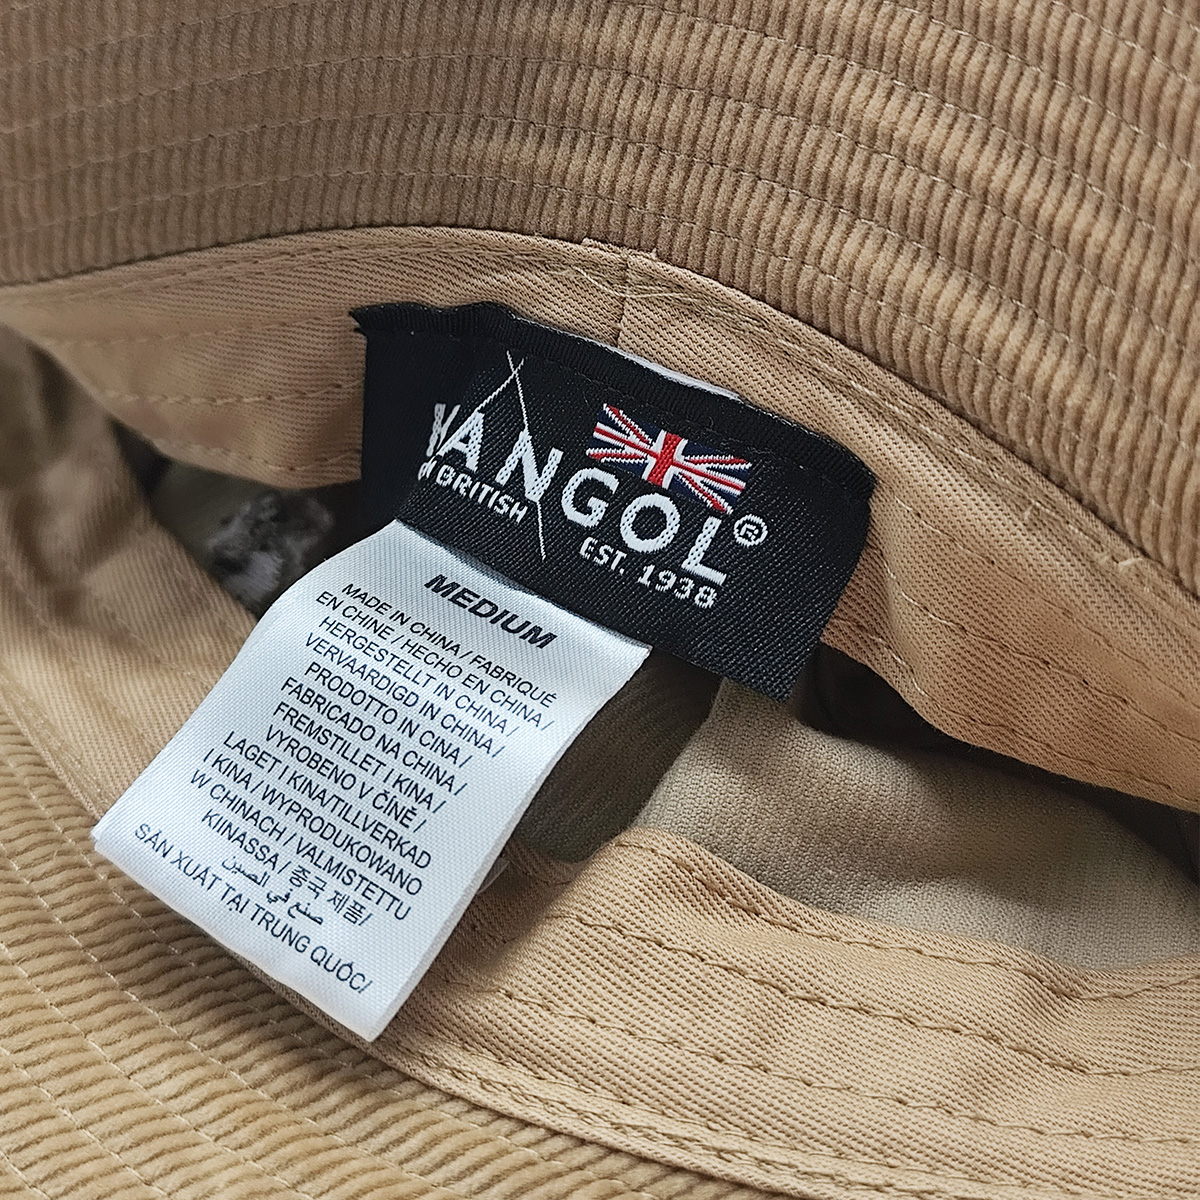 KANGOL®
BRITISH
EST. 1938
MEDIUM
MADE IN CHINA / FABRIQUÉ
EN CHINE / HECHO EN CHINA /
HERGESTELLT IN CHINA /
VERVAARDIGD IN CHINA /
PRODOTTO IN CINA /
FABRICADO NA CHINA /
FREMSTILLET I KINA /
VYROBENO V ČÍNĚ /
LAGET I KINA/TILLVERKAD
I KINA / WYPRODUKOWANO
W CHINACH / VALMISTETTU
KIINASSA / 중국 제품/
صنع في الصين
SẢN XUẤT TẠI TRUNG QUỐC/